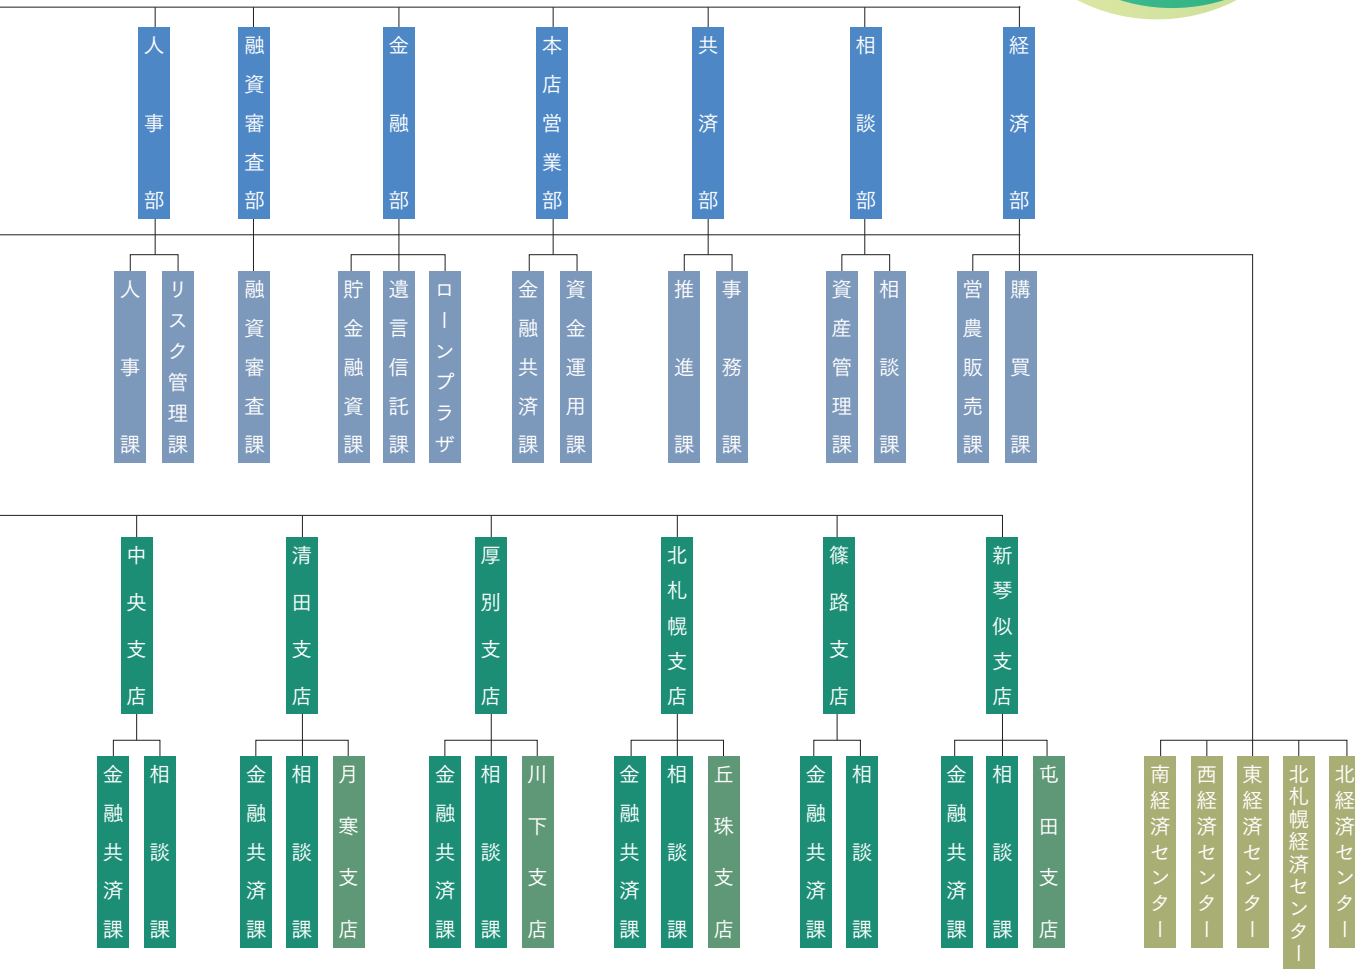 人事部
融資審査部
金融部
本店営業部
共済部
相談部
経済部
人事課
リスク管理課
融資審査課
貯金融資課
遺言信託課
ローンプラザ
金融共済課
資金運用課
推進課
事務課
資産管理課
相談課
営農販売課
購買課
中央支店
清田支店
厚別支店
北札幌支店
篠路支店
新琴似支店
金融共済課
相談課
金融共済課
相談課
月寒支店
金融共済課
相談課
川下支店
金融共済課
相談課
丘珠支店
金融共済課
相談課
金融共済課
相談課
屯田支店
南経済センター
西経済センター
東経済センター
北札幌経済センター
北経済センター